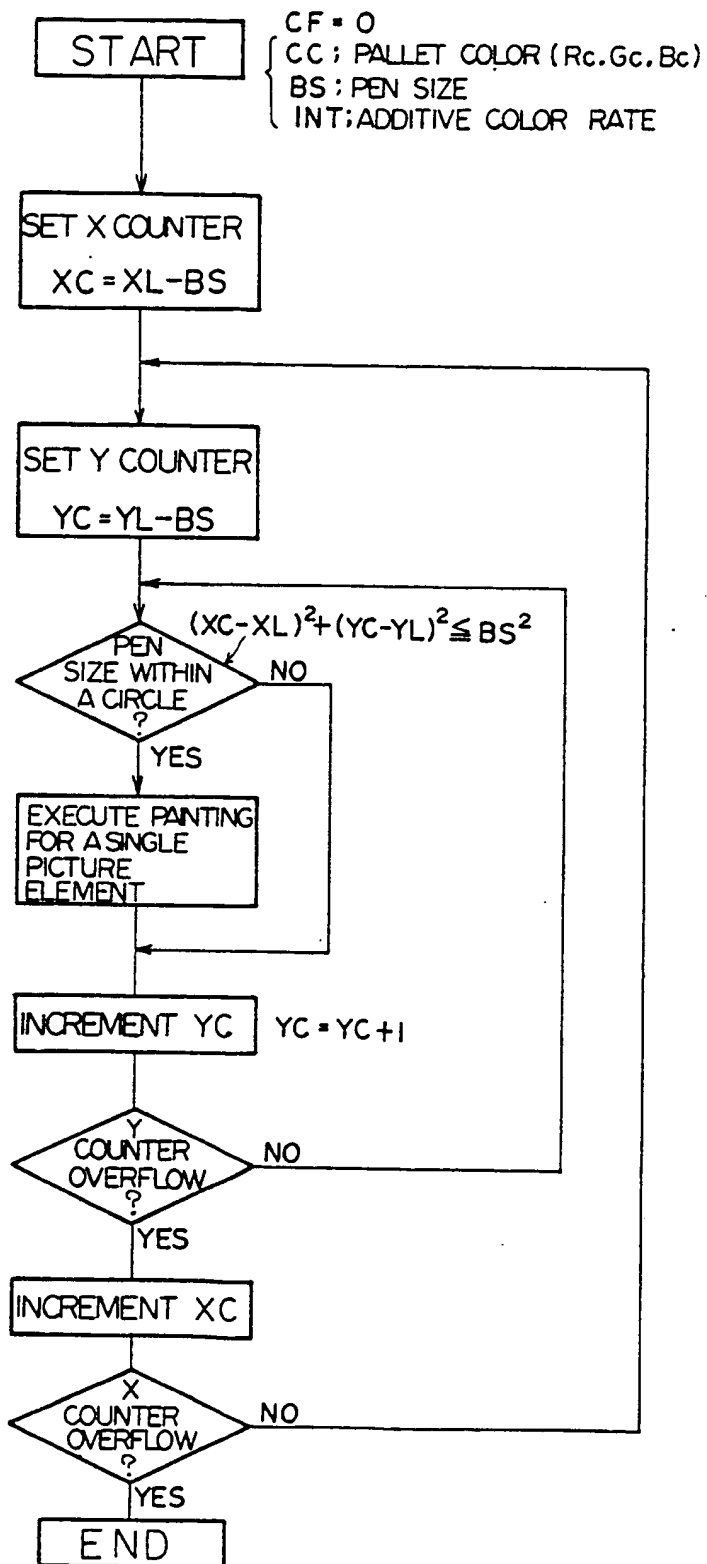 START
CF = 0
CC; PALLET COLOR (Rc.Gc.Bc)
BS; PEN SIZE
INT; ADDITIVE COLOR RATE
SET X COUNTER
XC = XL-BS
SET Y COUNTER
YC = YL-BS
(XC-XL)²+(YC-YL)² ≦ BS²
PEN
SIZE WITHIN
A CIRCLE
?
NO
YES
EXECUTE PAINTING
FOR A SINGLE
PICTURE
ELEMENT
INCREMENT YC
YC = YC+1
Y
COUNTER
OVERFLOW
?
NO
YES
INCREMENT XC
X
COUNTER
OVERFLOW
?
NO
YES
END